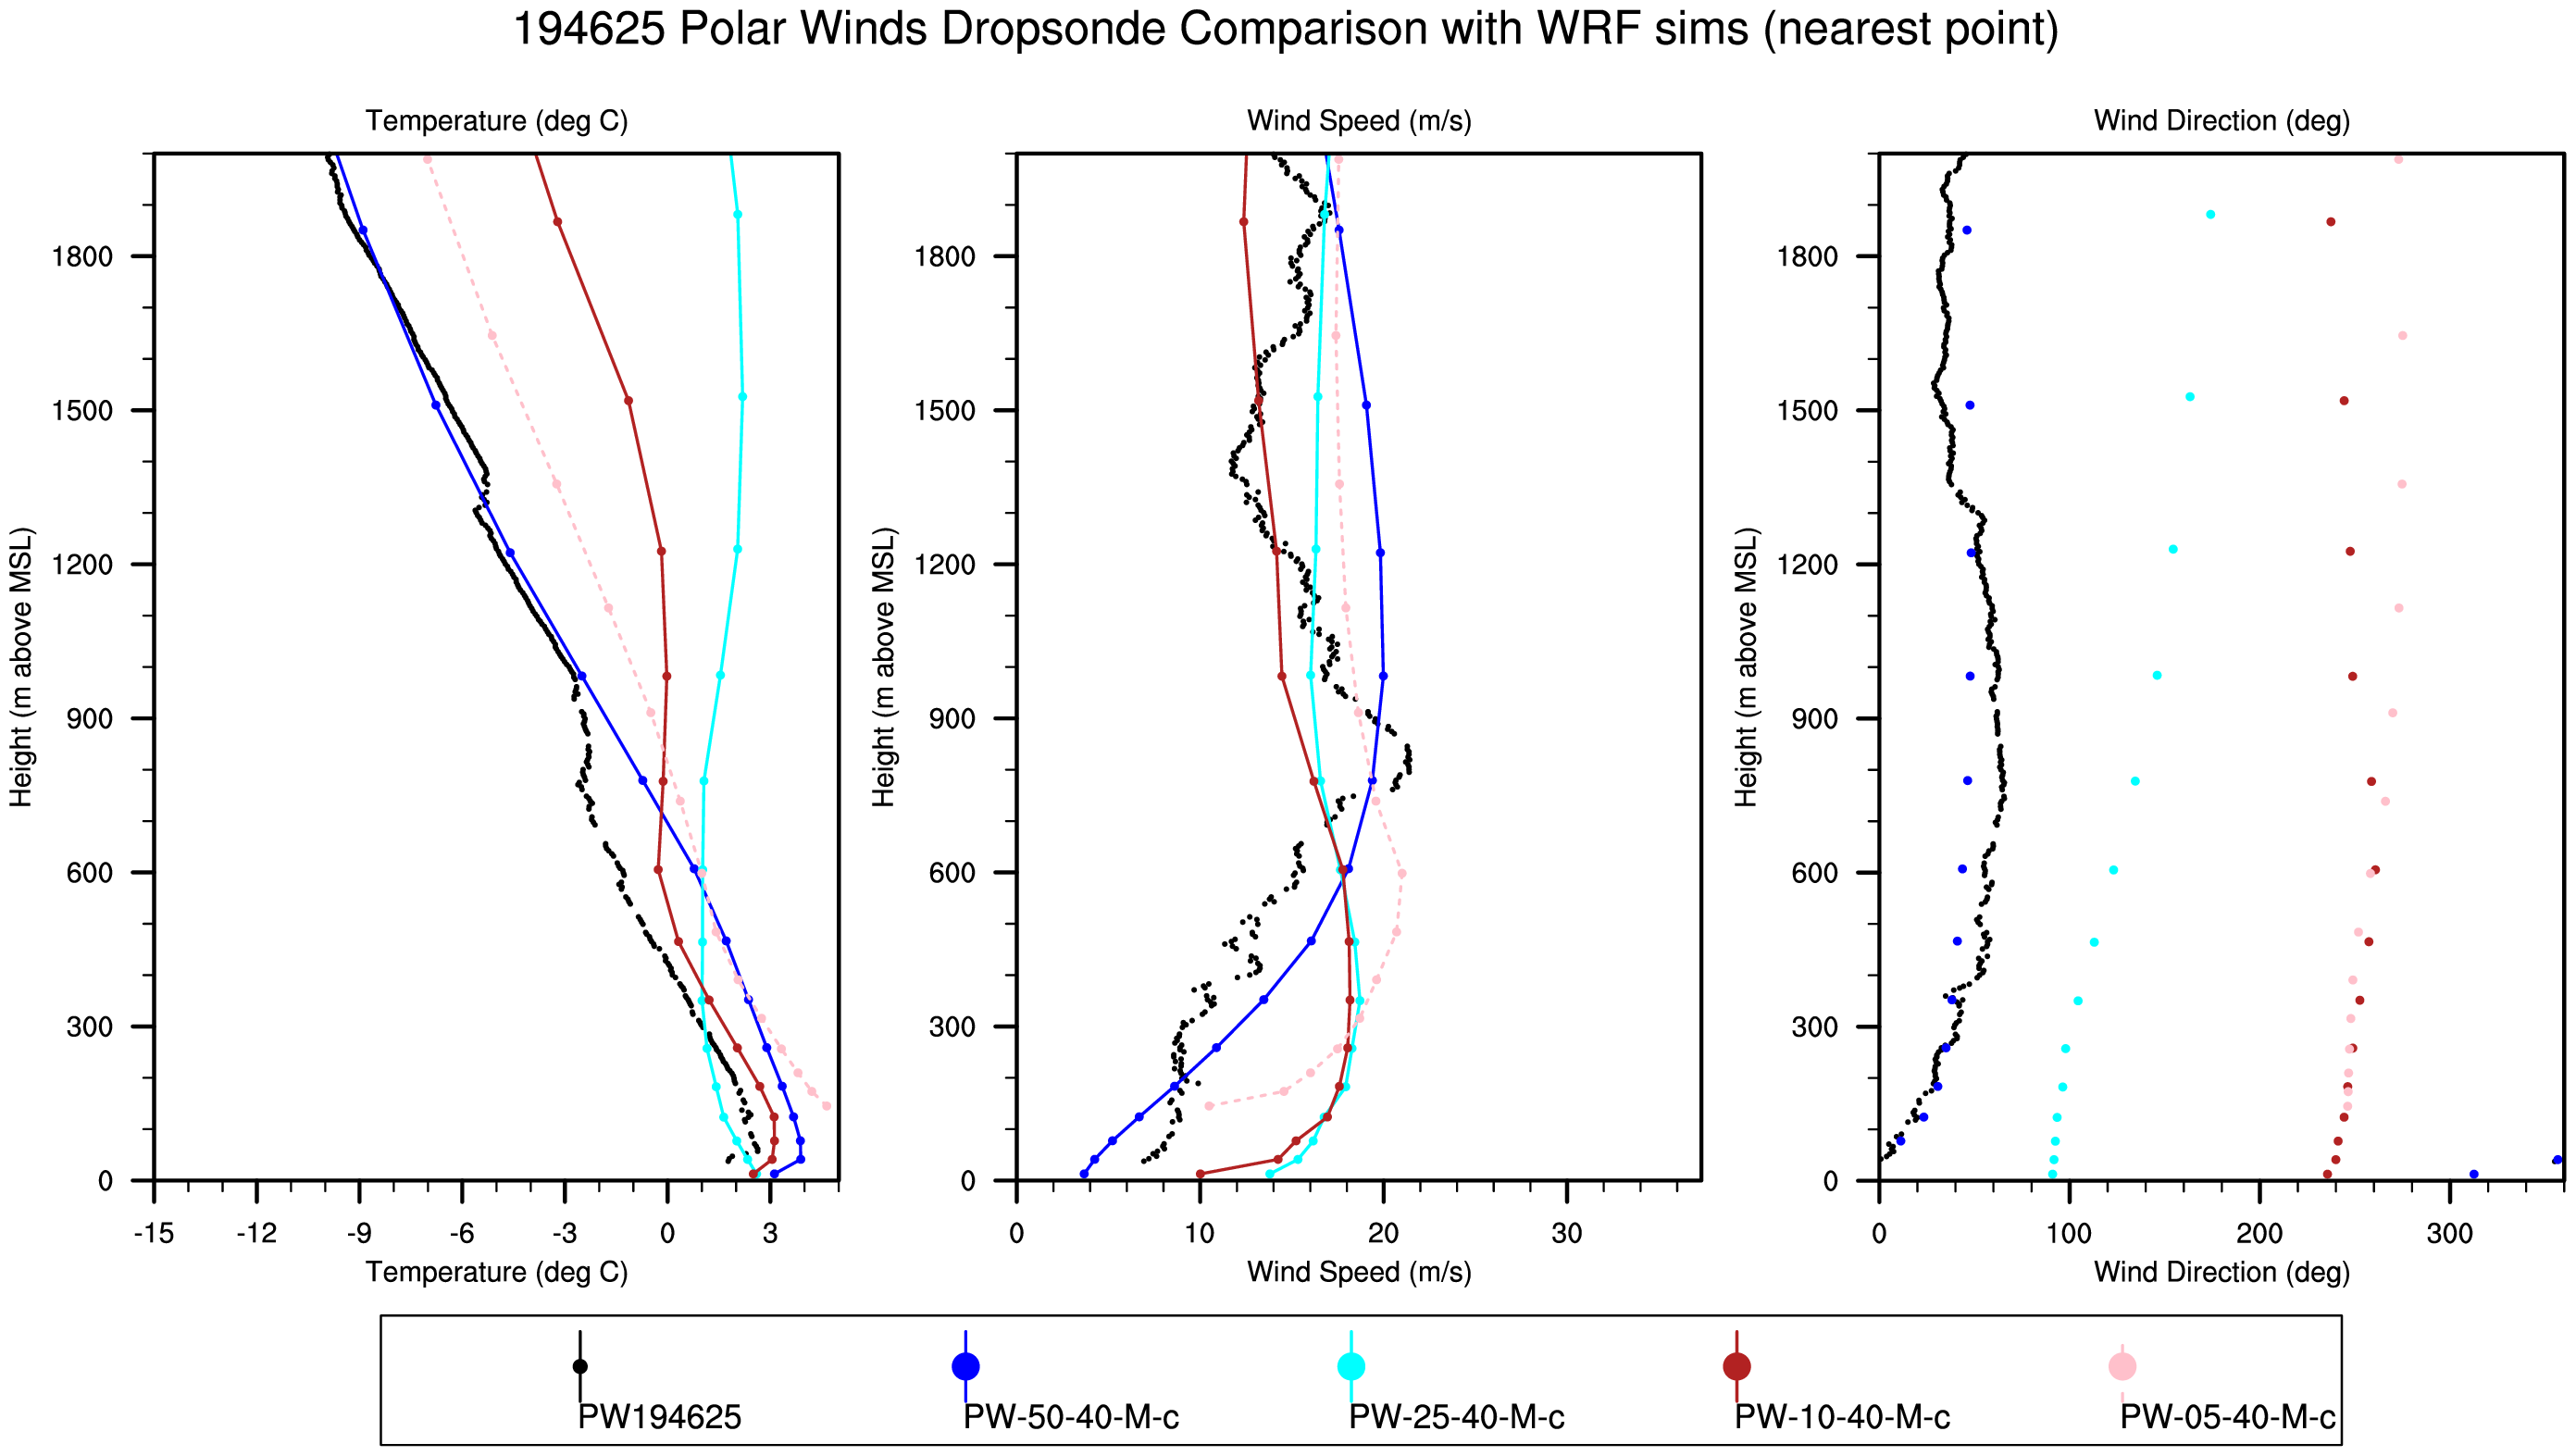 194625 Polar Winds Dropsonde Comparison with WRF sims (nearest point)
Temperature (deg C)
Wind Speed (m/s)
Wind Direction (deg)
Height (m above MSL)
1800
1500
1200
900
600
300
0
-15 -12 -9 -6 -3 0 3
Temperature (deg C)
Height (m above MSL)
1800
1500
1200
900
600
300
0
0 10 20 30
Wind Speed (m/s)
Height (m above MSL)
1800
1500
1200
900
600
300
0
0 100 200 300
Wind Direction (deg)
PW194625
PW-50-40-M-c
PW-25-40-M-c
PW-10-40-M-c
PW-05-40-M-c